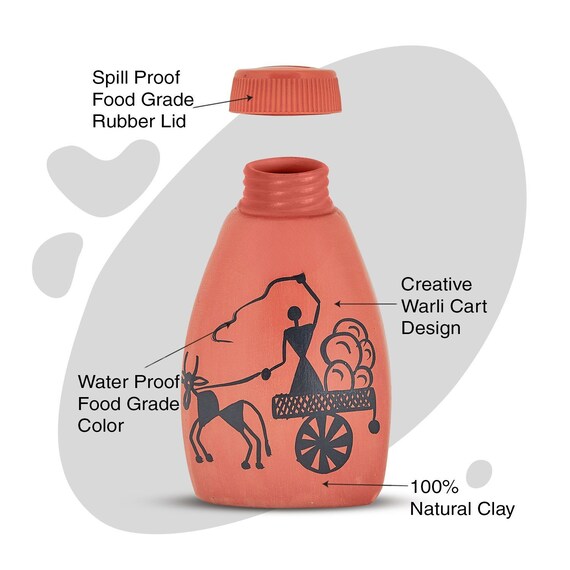 Spill Proof
Food Grade
Rubber Lid
Creative
Warli Cart
Design
Water Proof
Food Grade
Color
100%
Natural Clay